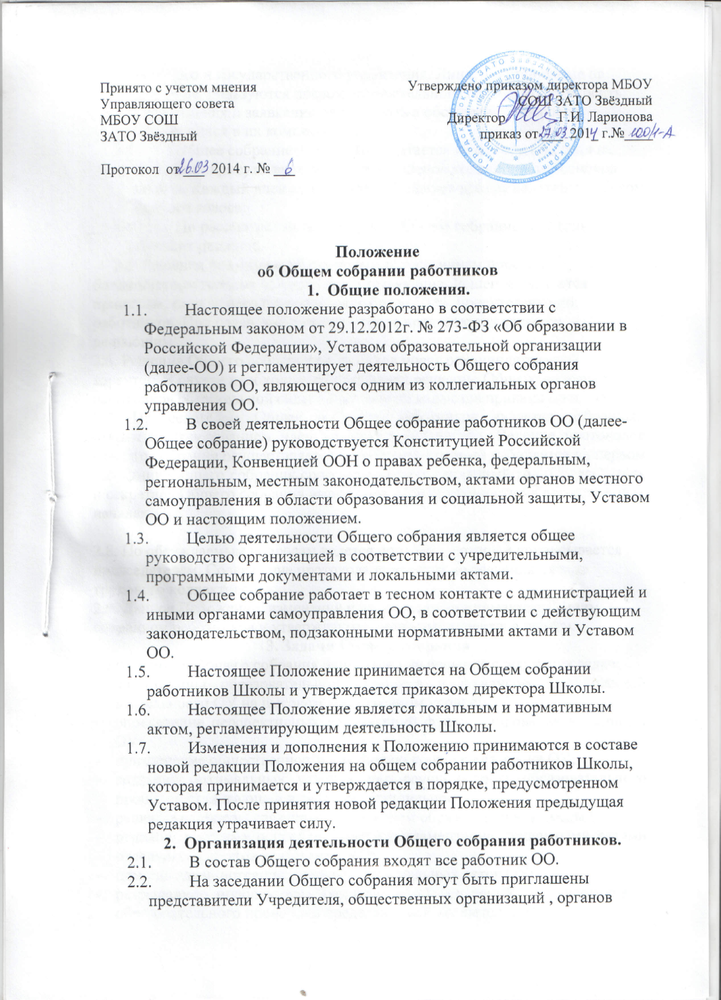 Принято с учетом мнения
Управляющего совета
МБОУ СОШ
ЗАТО Звёздный
Протокол от 26.03 2014 г. № 6
Утверждено приказом директора МБОУ
СОШ ЗАТО Звёздный
Директор Г.И. Ларионова
приказ от 27.03 2014 г.№ 100/1-А
Положение
об Общем собрании работников
1. Общие положения.
1.1. Настоящее положение разработано в соответствии с
Федеральным законом от 29.12.2012г. № 273-ФЗ «Об образовании в
Российской Федерации», Уставом образовательной организации
(далее-ОО) и регламентирует деятельность Общего собрания
работников ОО, являющегося одним из коллегиальных органов
управления ОО.
1.2. В своей деятельности Общее собрание работников ОО (далее-
Общее собрание) руководствуется Конституцией Российской
Федерации, Конвенцией ООН о правах ребенка, федеральным,
региональным, местным законодательством, актами органов местного
самоуправления в области образования и социальной защиты, Уставом
ОО и настоящим положением.
1.3. Целью деятельности Общего собрания является общее
руководство организацией в соответствии с учредительными,
программными документами и локальными актами.
1.4. Общее собрание работает в тесном контакте с администрацией и
иными органами самоуправления ОО, в соответствии с действующим
законодательством, подзаконными нормативными актами и Уставом
ОО.
1.5. Настоящее Положение принимается на Общем собрании
работников Школы и утверждается приказом директора Школы.
1.6. Настоящее Положение является локальным и нормативным
актом, регламентирующим деятельность Школы.
1.7. Изменения и дополнения к Положению принимаются в составе
новой редакции Положения на общем собрании работников Школы,
которая принимается и утверждается в порядке, предусмотренном
Уставом. После принятия новой редакции Положения предыдущая
редакция утрачивает силу.
2. Организация деятельности Общего собрания работников.
2.1. В состав Общего собрания входят все работник ОО.
2.2. На заседании Общего собрания могут быть приглашены
представители Учредителя, общественных организаций , органов